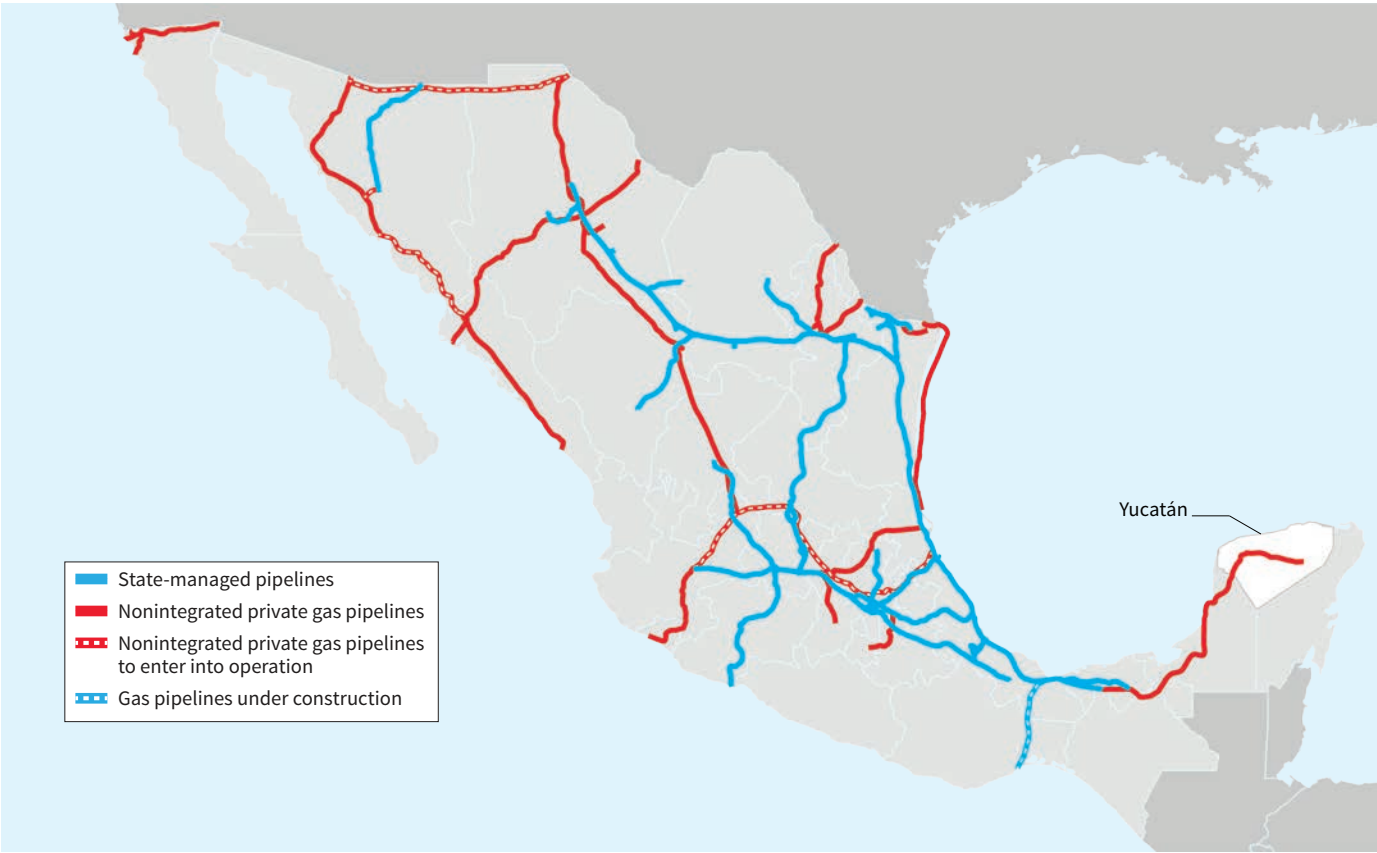 Yucatán
State-managed pipelines
Nonintegrated private gas pipelines
Nonintegrated private gas pipelines
to enter into operation
Gas pipelines under construction